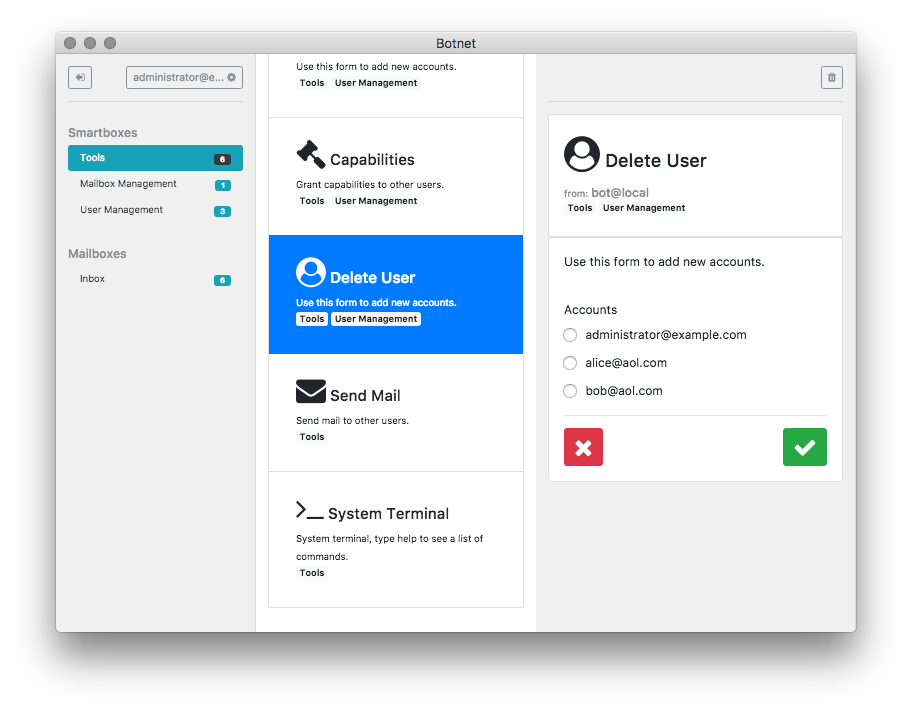 Botnet
administrator@e...
Smartboxes
Tools 6
Mailbox Management 1
User Management 3
Mailboxes
Inbox 6
Use this form to add new accounts.
Tools User Management
Capabilities
Grant capabilities to other users.
Tools User Management
Delete User
Use this form to add new accounts.
Tools User Management
Send Mail
Send mail to other users.
Tools
System Terminal
System terminal, type help to see a list of
commands.
Tools
Delete User
from: bot@local
Tools User Management
Use this form to add new accounts.
Accounts
administrator@example.com
alice@aol.com
bob@aol.com